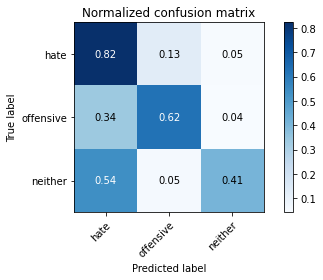 Normalized confusion matrix
hate 0.82 0.13 0.05
offensive 0.34 0.62 0.04
neither 0.54 0.05 0.41
hate offensive neither
True label
Predicted label
0.8
0.7
0.6
0.5
0.4
0.3
0.2
0.1